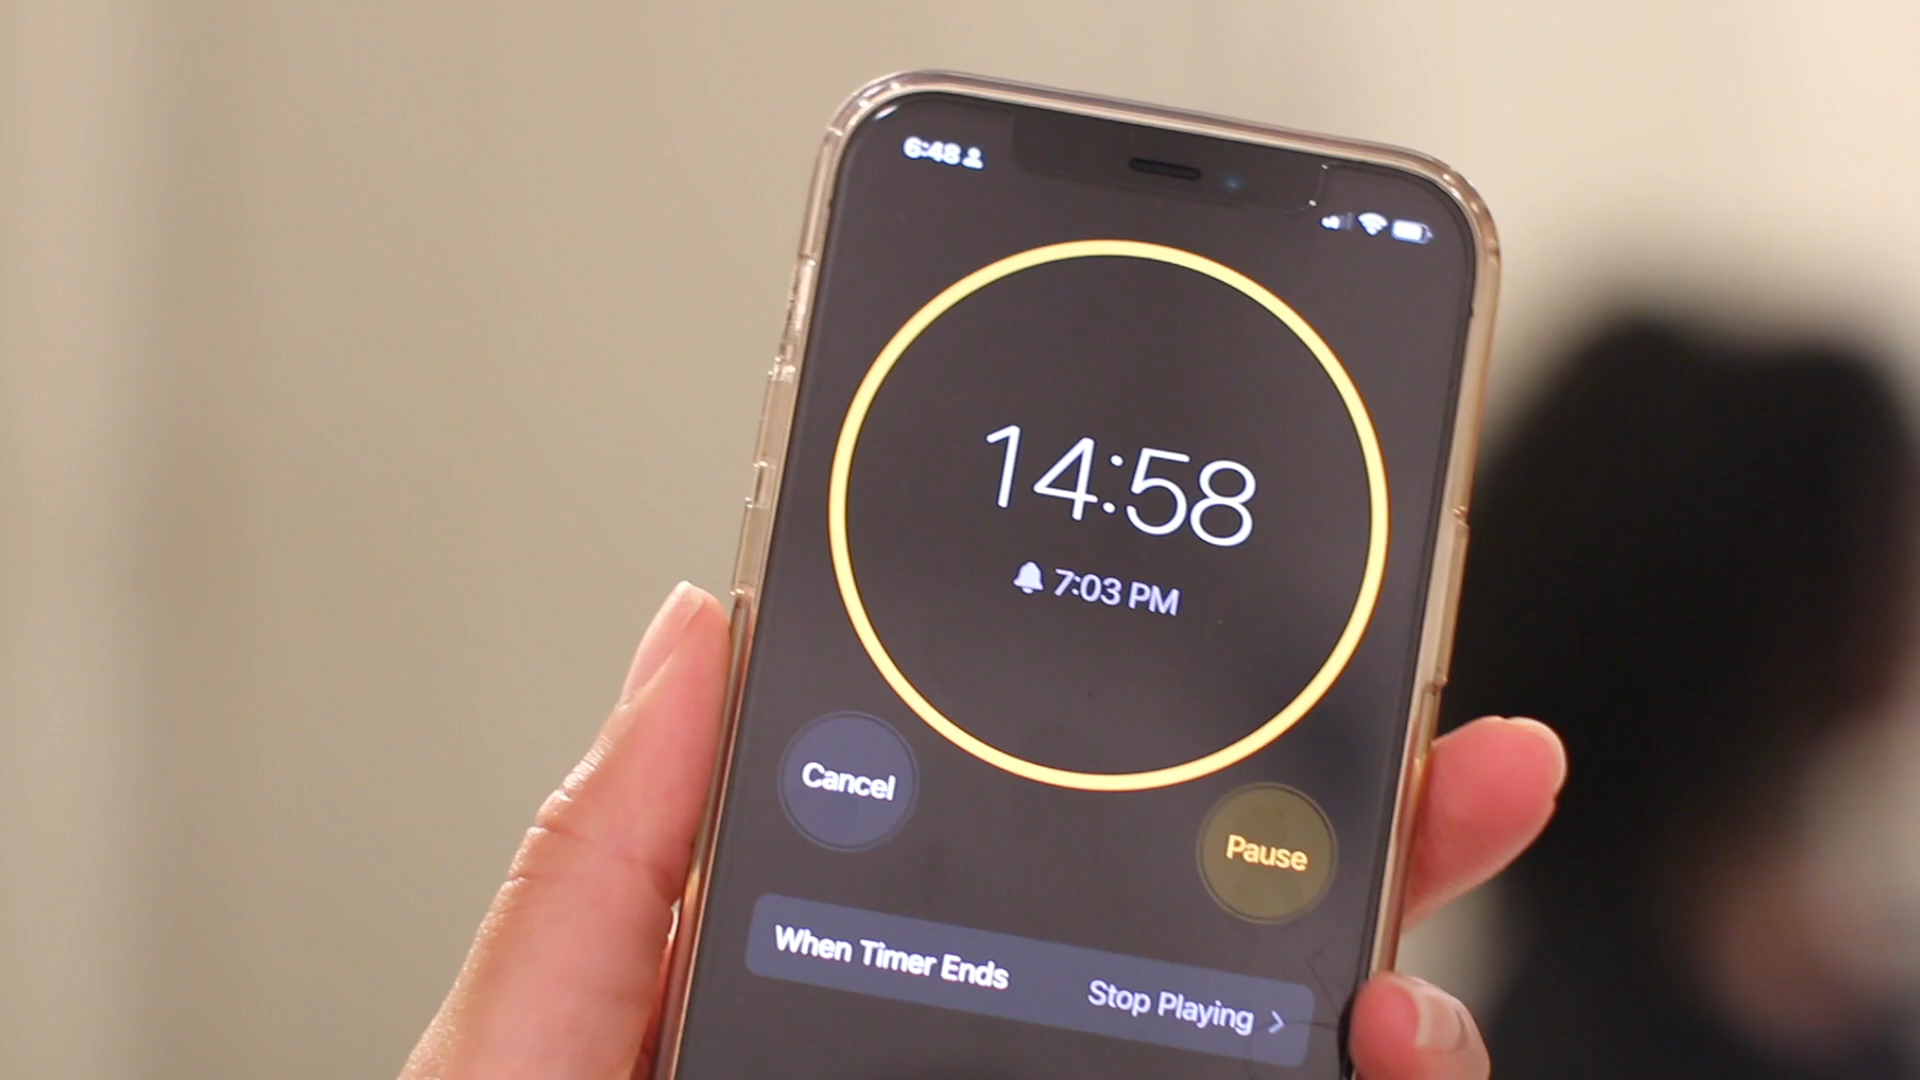 6:48
14:58
7:03 PM
Cancel
Pause
When Timer Ends Stop Playing